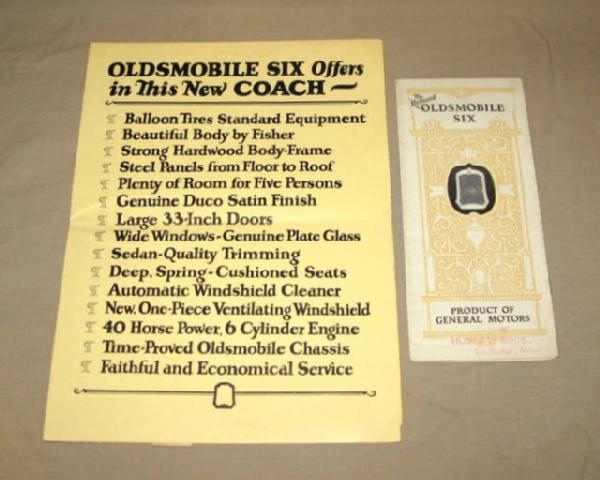 OLDSMOBILE SIX Offers
in This New COACH
¶ Balloon Tires Standard Equipment
¶ Beautiful Body by Fisher
¶ Strong Hardwood Body-Frame
¶ Steel Panels from Floor to Roof
¶ Plenty of Room for Five Persons
¶ Genuine Duco Satin Finish
¶ Large 33-Inch Doors
¶ Wide Windows-Genuine Plate Glass
¶ Sedan-Quality Trimming
¶ Deep, Spring-Cushioned Seats
¶ Automatic Windshield Cleaner
¶ New, One-Piece Ventilating Windshield
¶ 40 Horse Power, 6 Cylinder Engine
¶ Time-Proved Oldsmobile Chassis
¶ Faithful and Economical Service
The
Refined
OLDSMOBILE
SIX
PRODUCT OF
GENERAL MOTORS